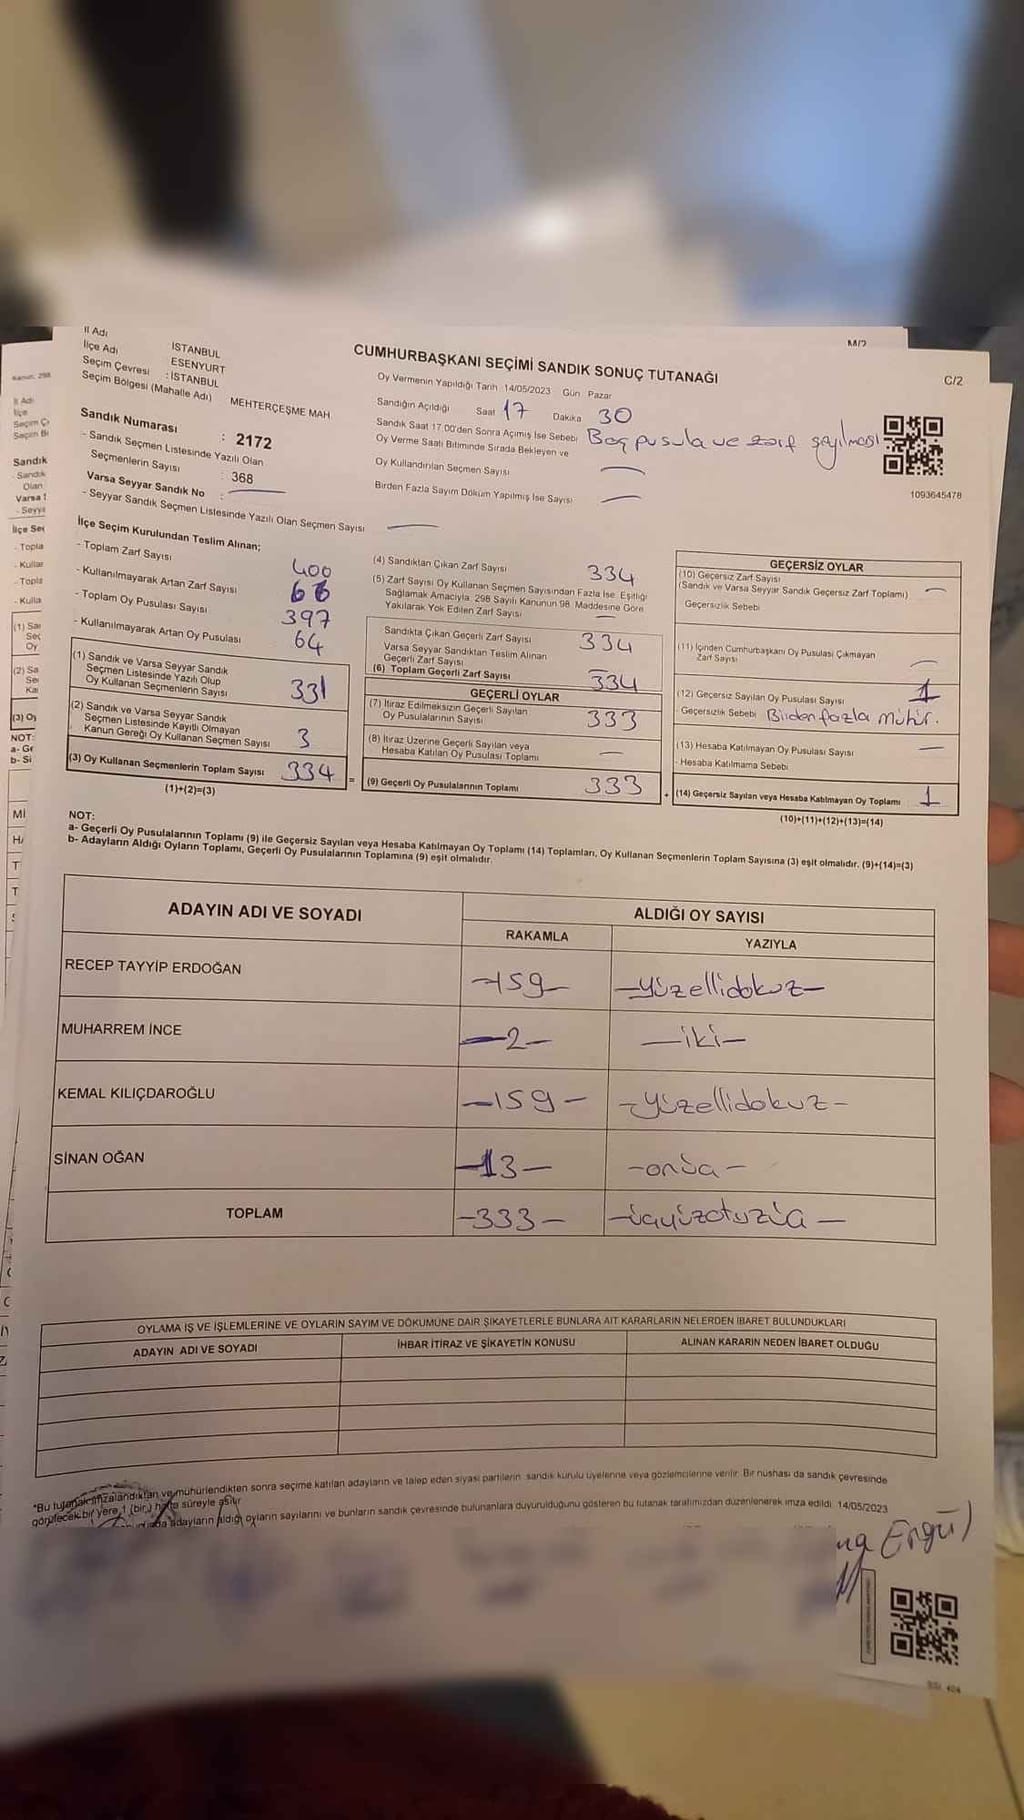 M/2
C/2
CUMHURBAŞKANI SEÇİMİ SANDIK SONUÇ TUTANAĞI
İl Adı İSTANBUL
İlçe Adı ESENYURT
Seçim Çevresi : İSTANBUL
Seçim Bölgesi (Mahalle Adı) MEHTERÇEŞME MAH.
Sandık Numarası : 2172
- Sandık Seçmen Listesinde Yazılı Olan
Seçmenlerin Sayısı : 368
Varsa Seyyar Sandık No : —
- Seyyar Sandık Seçmen Listesinde Yazılı Olan Seçmen Sayısı —
Oy Vermenin Yapıldığı Tarih 14/05/2023 Gün Pazar
Sandığın Açıldığı Saat 17 Dakika 30
Sandık Saat 17.00'den Sonra Açılmış İse Sebebi Boş pusula ve zarf sayılması
Oy Verme Saati Bitiminde Sırada Bekleyen ve
Oy Kullandırılan Seçmen Sayısı —
Birden Fazla Sayım Döküm Yapılmış İse Sayısı —
1093645478
İlçe Seçim Kurulundan Teslim Alınan;
- Toplam Zarf Sayısı 400
- Kullanılmayarak Artan Zarf Sayısı 66
- Toplam Oy Pusulası Sayısı 397
- Kullanılmayarak Artan Oy Pusulası 64
(1) Sandık ve Varsa Seyyar Sandık
Seçmen Listesinde Yazılı Olup
Oy Kullanan Seçmenlerin Sayısı 331
(2) Sandık ve Varsa Seyyar Sandık
Seçmen Listesinde Kayıtlı Olmayan
Kanun Gereği Oy Kullanan Seçmen Sayısı 3
(3) Oy Kullanan Seçmenlerin Toplam Sayısı 334 =
(1)+(2)=(3)
(4) Sandıktan Çıkan Zarf Sayısı 334
(5) Zarf Sayısı Oy Kullanan Seçmen Sayısından Fazla İse Eşitliği
Sağlamak Amacıyla, 298 Sayılı Kanunun 98. Maddesine Göre
Yakılarak Yok Edilen Zarf Sayısı —
Sandıkta Çıkan Geçerli Zarf Sayısı 334
Varsa Seyyar Sandıktan Teslim Alınan
Geçerli Zarf Sayısı
(6) Toplam Geçerli Zarf Sayısı 334
GEÇERLİ OYLAR
(7) İtiraz Edilmeksizin Geçerli Sayılan
Oy Pusulalarının Sayısı 333
(8) İtiraz Üzerine Geçerli Sayılan veya
Hesaba Katılan Oy Pusulası Toplamı —
(9) Geçerli Oy Pusulalarının Toplamı 333 +
GEÇERSİZ OYLAR
(10) Geçersiz Zarf Sayısı
(Sandık ve Varsa Seyyar Sandık Geçersiz Zarf Toplamı) —
Geçersizlik Sebebi
(11) İçinden Cumhurbaşkanı Oy Pusulası Çıkmayan
Zarf Sayısı —
(12) Geçersiz Sayılan Oy Pusulası Sayısı 1
Geçersizlik Sebebi Birden fazla mühür.
(13) Hesaba Katılmayan Oy Pusulası Sayısı —
- Hesaba Katılmama Sebebi
(14) Geçersiz Sayılan veya Hesaba Katılmayan Oy Toplamı 1
(10)+(11)+(12)+(13)=(14)
NOT:
a- Geçerli Oy Pusulalarının Toplamı (9) ile Geçersiz Sayılan veya Hesaba Katılmayan Oy Toplamı (14) Toplamları, Oy Kullanan Seçmenlerin Toplam Sayısına (3) eşit olmalıdır. (9)+(14)=(3)
b- Adayların Aldığı Oyların Toplamı, Geçerli Oy Pusulalarının Toplamına (9) eşit olmalıdır.
ADAYIN ADI VE SOYADI ALDIĞI OY SAYISI
RAKAMLA YAZIYLA
RECEP TAYYİP ERDOĞAN —159— —yüzellidokuz—
MUHARREM İNCE —2— —iki—
KEMAL KILIÇDAROĞLU —159— —yüzellidokuz—
SİNAN OĞAN —13— —onüç—
TOPLAM —333— —üçyüzotuzüç—
OYLAMA İŞ VE İŞLEMLERİNE VE OYLARIN SAYIM VE DÖKÜMÜNE DAİR ŞİKAYETLERLE BUNLARA AİT KARARLARIN NELERDEN İBARET BULUNDUKLARI
ADAYIN ADI VE SOYADI İHBAR İTİRAZ VE ŞİKAYETİN KONUSU ALINAN KARARIN NEDEN İBARET OLDUĞU
*Bu tutanak imzalandıktan ve mühürlendikten sonra seçime katılan adayların ve talep eden siyasi partilerin sandık kurulu üyelerine veya gözlemcilerine verilir. Bir nüshası da sandık çevresinde
görülecek bir yere 1 (bir) hafta süreyle asılır
adayların aldığı oyların sayılarını ve bunların sandık çevresinde bulunanlara duyurulduğunu gösteren bu tutanak tarafımızdan düzenlenerek imza edildi. 14/05/2023
Ergül